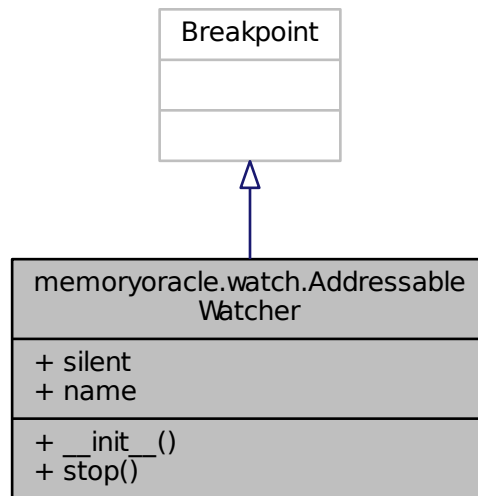 Breakpoint
memoryoracle.watch.Addressable
Watcher
+ silent
+ name
+ __init__()
+ stop()